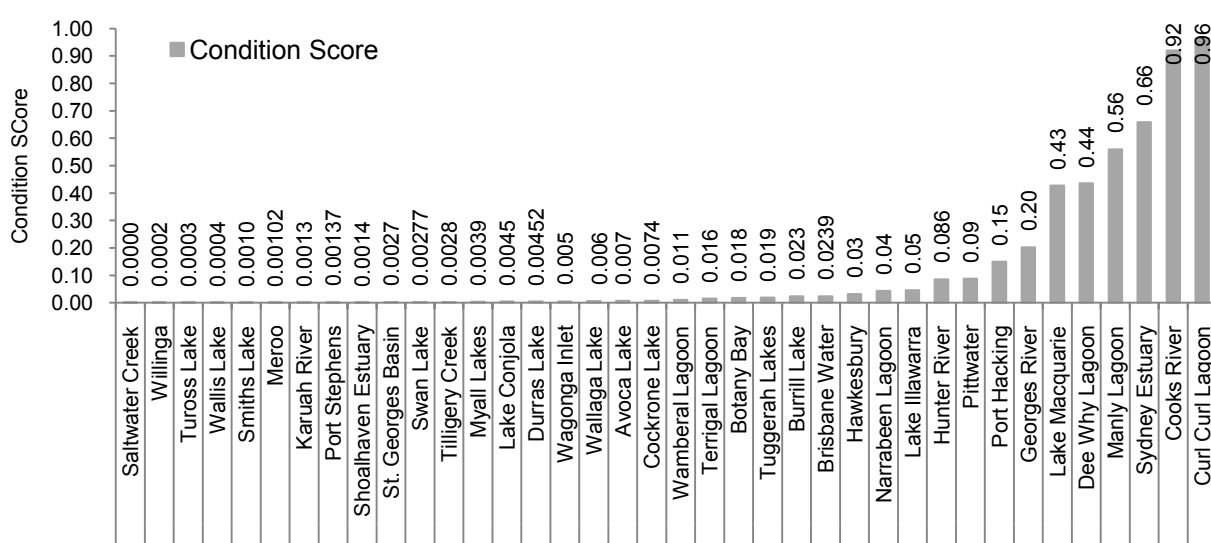 1.00
0.90
0.80
0.70
0.60
0.50
0.40
0.30
0.20
0.10
0.00
Condition SCore
Condition Score
0.0000
0.0002
0.0003
0.0004
0.0010
0.00102
0.0013
0.00137
0.0014
0.0027
0.00277
0.0028
0.0039
0.0045
0.00452
0.005
0.006
0.007
0.0074
0.011
0.016
0.018
0.019
0.023
0.0239
0.03
0.04
0.05
0.086
0.09
0.15
0.20
0.43
0.44
0.56
0.66
0.92
0.96
Saltwater Creek
Willinga
Tuross Lake
Wallis Lake
Smiths Lake
Meroo
Karuah River
Port Stephens
Shoalhaven Estuary
St. Georges Basin
Swan Lake
Tilligery Creek
Myall Lakes
Lake Conjola
Durras Lake
Wagonga Inlet
Wallaga Lake
Avoca Lake
Cockrone Lake
Wamberal Lagoon
Terrigal Lagoon
Botany Bay
Tuggerah Lakes
Burrill Lake
Brisbane Water
Hawkesbury
Narrabeen Lagoon
Lake Illawarra
Hunter River
Pittwater
Port Hacking
Georges River
Lake Macquarie
Dee Why Lagoon
Manly Lagoon
Sydney Estuary
Cooks River
Curl Curl Lagoon